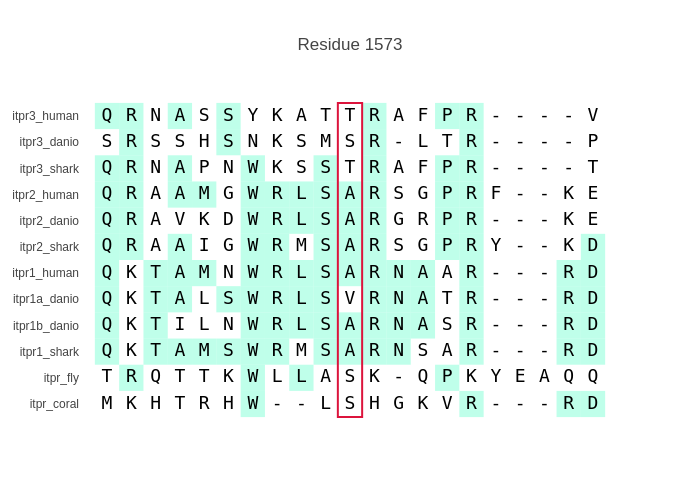 Residue 1573
itpr3_human Q R N A S S Y K A T T R A F P R - - - - V
itpr3_danio S R S S H S N K S M S R - L T R - - - - P
itpr3_shark Q R N A P N W K S S T R A F P R - - - - T
itpr2_human Q R A A M G W R L S A R S G P R F - - K E
itpr2_danio Q R A V K D W R L S A R G R P R - - - K E
itpr2_shark Q R A A I G W R M S A R S G P R Y - - K D
itpr1_human Q K T A M N W R L S A R N A A R - - - R D
itpr1a_danio Q K T A L S W R L S V R N A T R - - - R D
itpr1b_danio Q K T I L N W R L S A R N A S R - - - R D
itpr1_shark Q K T A M S W R M S A R N S A R - - - R D
itpr_fly T R Q T T K W L L A S K - Q P K Y E A Q Q
itpr_coral M K H T R H W - - L S H G K V R - - - R D